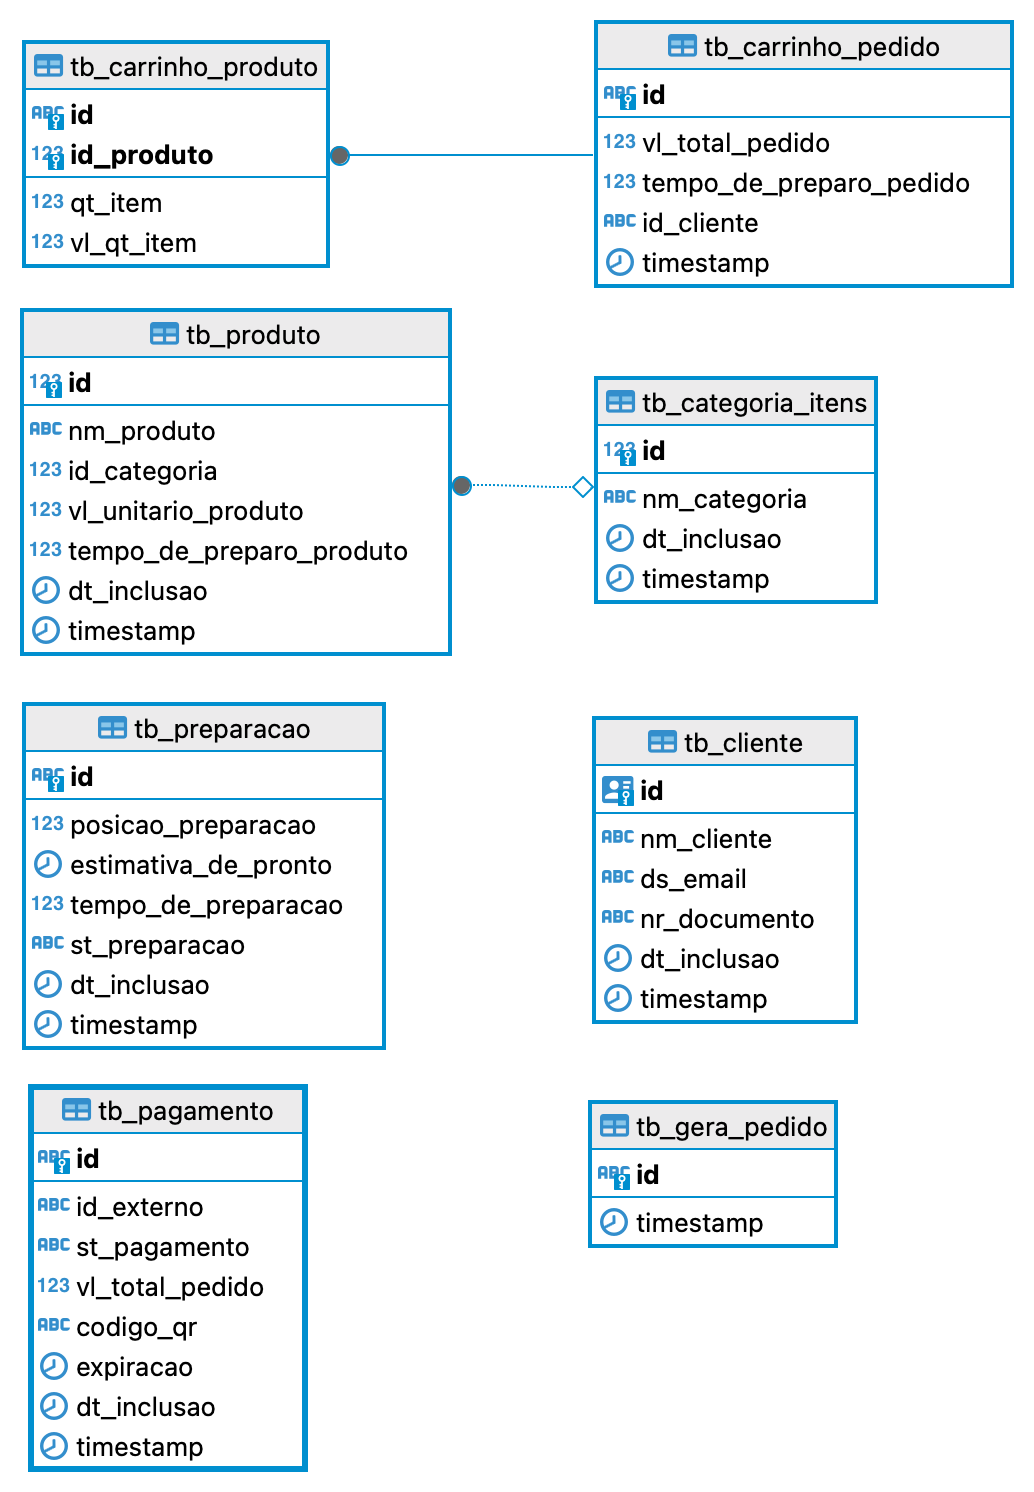 tb_carrinho_produto
ABC id
123 id_produto
123 qt_item
123 vl_qt_item
tb_carrinho_pedido
ABC id
123 vl_total_pedido
123 tempo_de_preparo_pedido
ABC id_cliente
timestamp
tb_produto
123 id
ABC nm_produto
123 id_categoria
123 vl_unitario_produto
123 tempo_de_preparo_produto
dt_inclusao
timestamp
tb_categoria_itens
123 id
ABC nm_categoria
dt_inclusao
timestamp
tb_preparacao
ABC id
123 posicao_preparacao
estimativa_de_pronto
123 tempo_de_preparacao
ABC st_preparacao
dt_inclusao
timestamp
tb_cliente
id
ABC nm_cliente
ABC ds_email
ABC nr_documento
dt_inclusao
timestamp
tb_pagamento
ABC id
ABC id_externo
ABC st_pagamento
123 vl_total_pedido
ABC codigo_qr
expiracao
dt_inclusao
timestamp
tb_gera_pedido
ABC id
timestamp